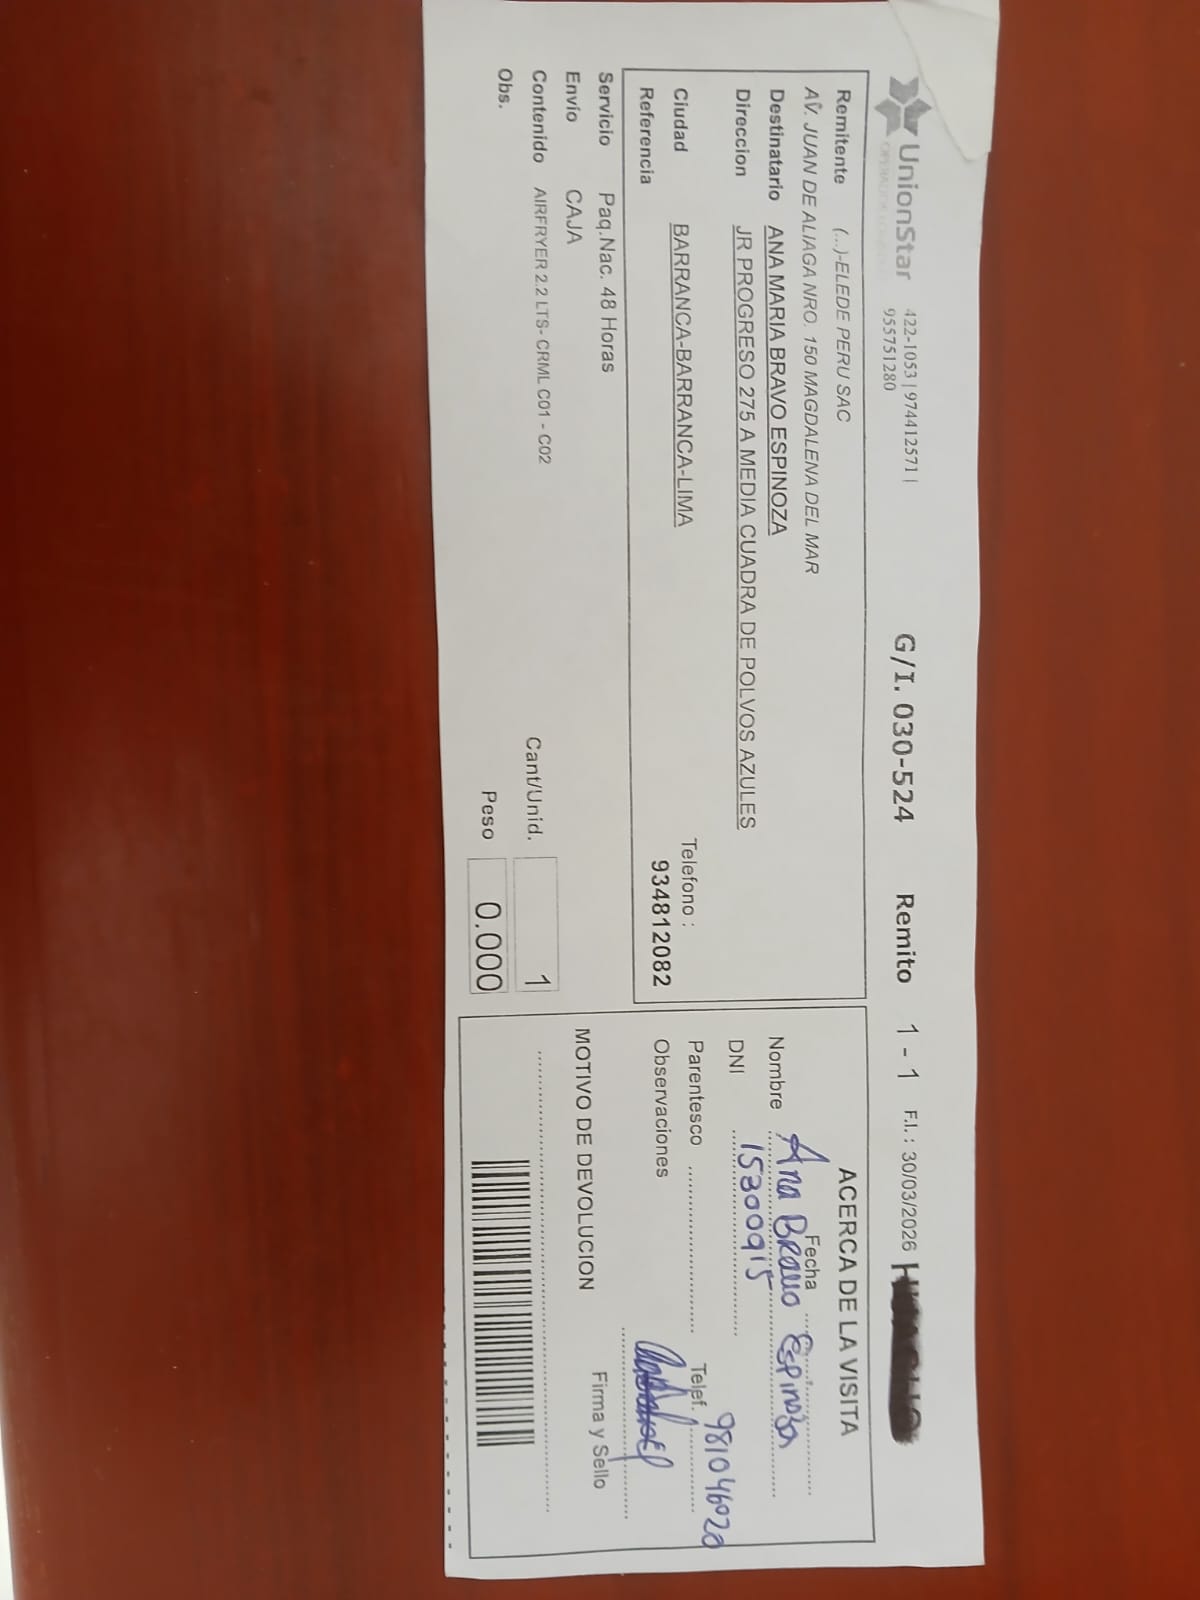 UnionStar
422-1053 | 974412571 |
955751280
G/I. 030-524 Remito 1 - 1 F.I. : 30/03/2026
Remitente (...)-ELEDE PERU SAC
AV. JUAN DE ALIAGA NRO. 150 MAGDALENA DEL MAR
Destinatario ANA MARIA BRAVO ESPINOZA
Direccion JR PROGRESO 275 A MEDIA CUADRA DE POLVOS AZULES
Ciudad BARRANCA-BARRANCA-LIMA
Telefono :
Referencia
934812082
Servicio Paq.Nac. 48 Horas
Envío CAJA
Contenido AIRFRYER 2.2 LTS- CRML C01 - C02
Cant/Unid. 1
Obs.
Peso 0.000
ACERCA DE LA VISITA
Fecha
Nombre Ana Bravo Espinoza
DNI 15300915
Parentesco Telef. 981046020
Observaciones
Firma y Sello
MOTIVO DE DEVOLUCION